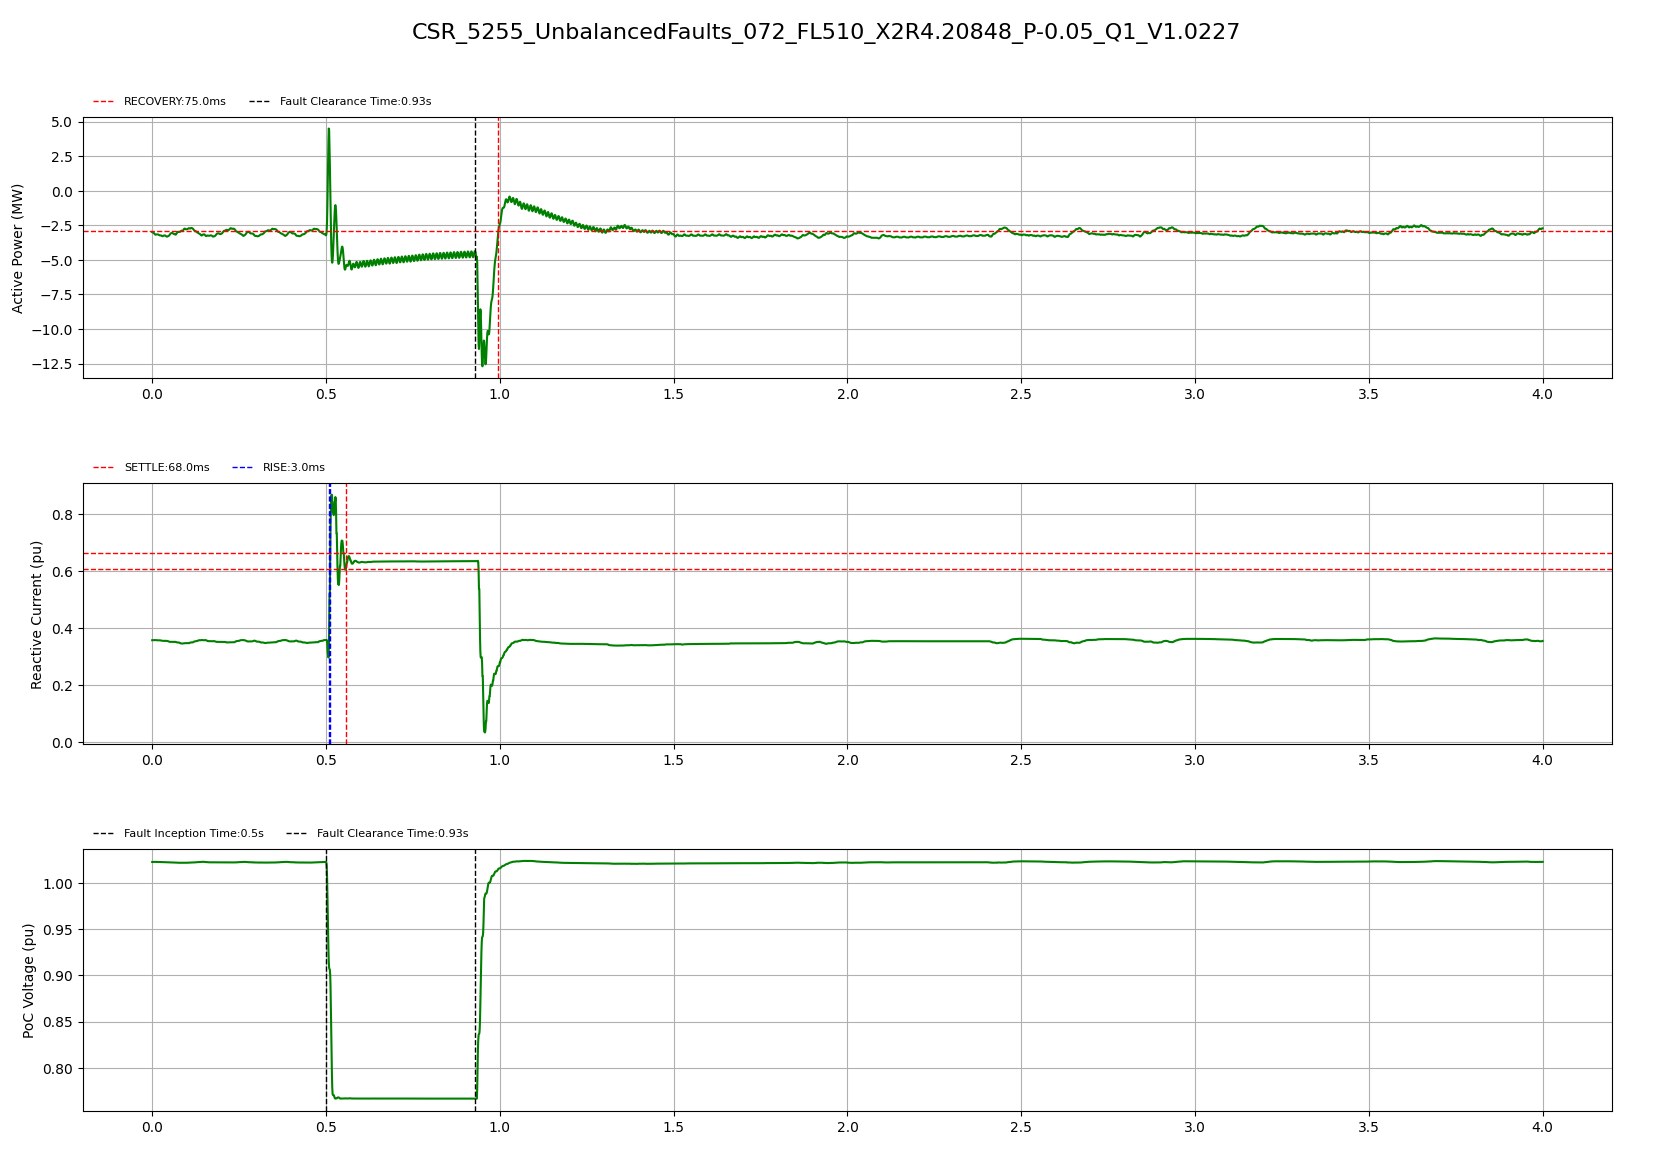 CSR_5255_UnbalancedFaults_072_FL510_X2R4.20848_P-0.05_Q1_V1.0227
RECOVERY:75.0ms Fault Clearance Time:0.93s
Active Power (MW)
5.0
2.5
0.0
−2.5
−5.0
−7.5
−10.0
−12.5
0.0 0.5 1.0 1.5 2.0 2.5 3.0 3.5 4.0
SETTLE:68.0ms RISE:3.0ms
Reactive Current (pu)
0.8
0.6
0.4
0.2
0.0
0.0 0.5 1.0 1.5 2.0 2.5 3.0 3.5 4.0
Fault Inception Time:0.5s Fault Clearance Time:0.93s
PoC Voltage (pu)
1.00
0.95
0.90
0.85
0.80
0.0 0.5 1.0 1.5 2.0 2.5 3.0 3.5 4.0